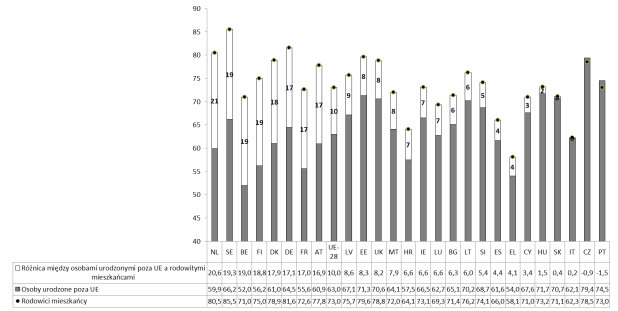 90
85
80
75
70
65
60
55
50
45
40
21 19 19 19 18 17 17 17 10 9 8 8 8 7 7 7 6 6 5 4 4 3 2 0 0
NL SE BE FI DK DE FR AT UE-28 LV EE UK MT HR IE LU BG LT SI ES EL CY HU SK IT CZ PT
Różnica między osobami urodzonymi poza UE a rodowitymi mieszkańcami 20,6 19,3 19,0 18,8 17,9 17,1 17,0 16,9 10,0 8,6 8,3 8,2 7,9 6,6 6,6 6,6 6,3 6,0 5,4 4,4 4,1 3,4 1,5 0,4 0,2 -0,9 -1,5
Osoby urodzone poza UE 59,9 66,2 52,0 56,2 61,0 64,5 55,6 60,9 63,0 67,1 71,3 70,6 64,1 57,5 66,5 62,7 65,1 70,2 68,7 61,6 54,0 67,6 71,7 70,7 62,1 79,4 74,5
Rodowici mieszkańcy 80,5 85,5 71,0 75,0 78,9 81,6 72,6 77,8 73,0 75,7 79,6 78,8 72,0 64,1 73,1 69,3 71,4 76,2 74,1 66,0 58,1 71,0 73,2 71,1 62,3 78,5 73,0